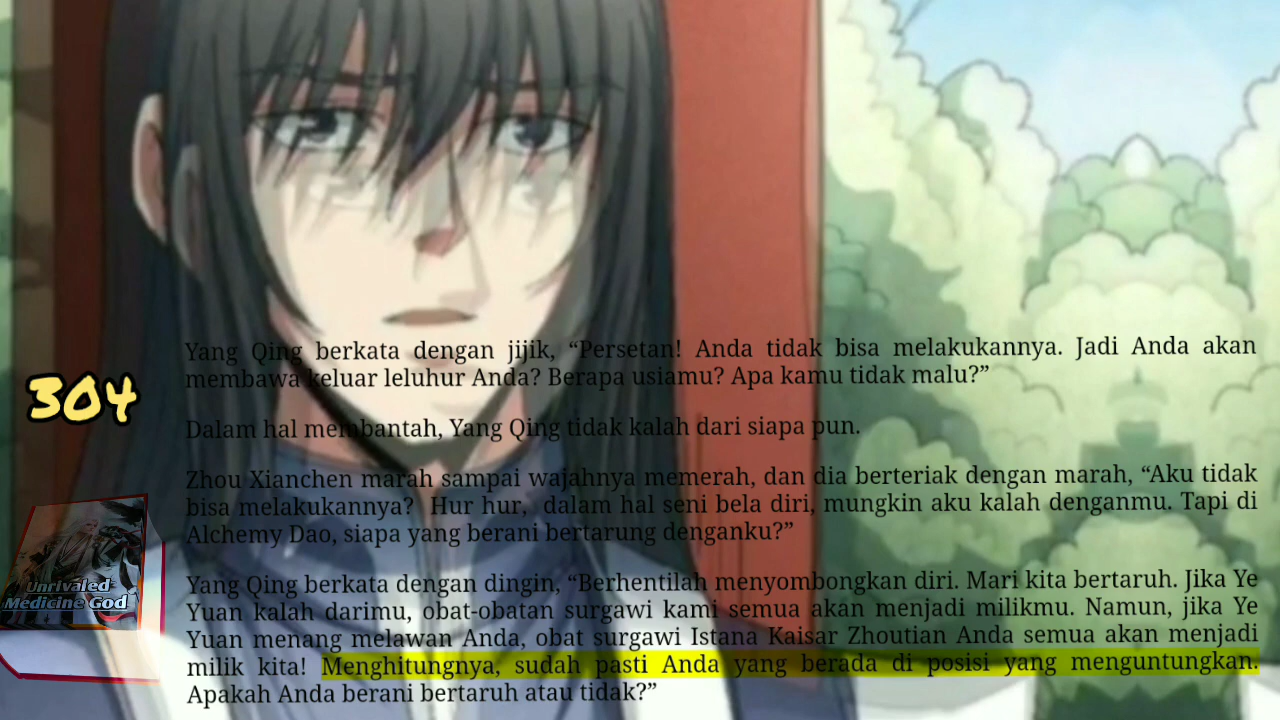 Yang Qing berkata dengan jijik, “Persetan! Anda tidak bisa melakukannya. Jadi Anda akan
membawa keluar leluhur Anda? Berapa usiamu? Apa kamu tidak malu?”
Dalam hal membantah, Yang Qing tidak kalah dari siapa pun.
304
Zhou Xianchen marah sampai wajahnya memerah, dan dia berteriak dengan marah, “Aku tidak
bisa melakukannya? Hur hur, dalam hal seni bela diri, mungkin aku kalah denganmu. Tapi di
Alchemy Dao, siapa yang berani bertarung denganku?”
Unrivaled
Medicine God
Yang Qing berkata dengan dingin, “Berhentilah menyombongkan diri. Mari kita bertaruh. Jika Ye
Yuan kalah darimu, obat-obatan surgawi kami semua akan menjadi milikmu. Namun, jika Ye
Yuan menang melawan Anda, obat surgawi Istana Kaisar Zhoutian Anda semua akan menjadi
milik kita! Menghitungnya, sudah pasti Anda yang berada di posisi yang menguntungkan.
Apakah Anda berani bertaruh atau tidak?”